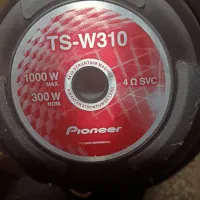 TS-W310
1000 W
MAX.
300 W
NOM.
4 Ω SVC
Pioneer